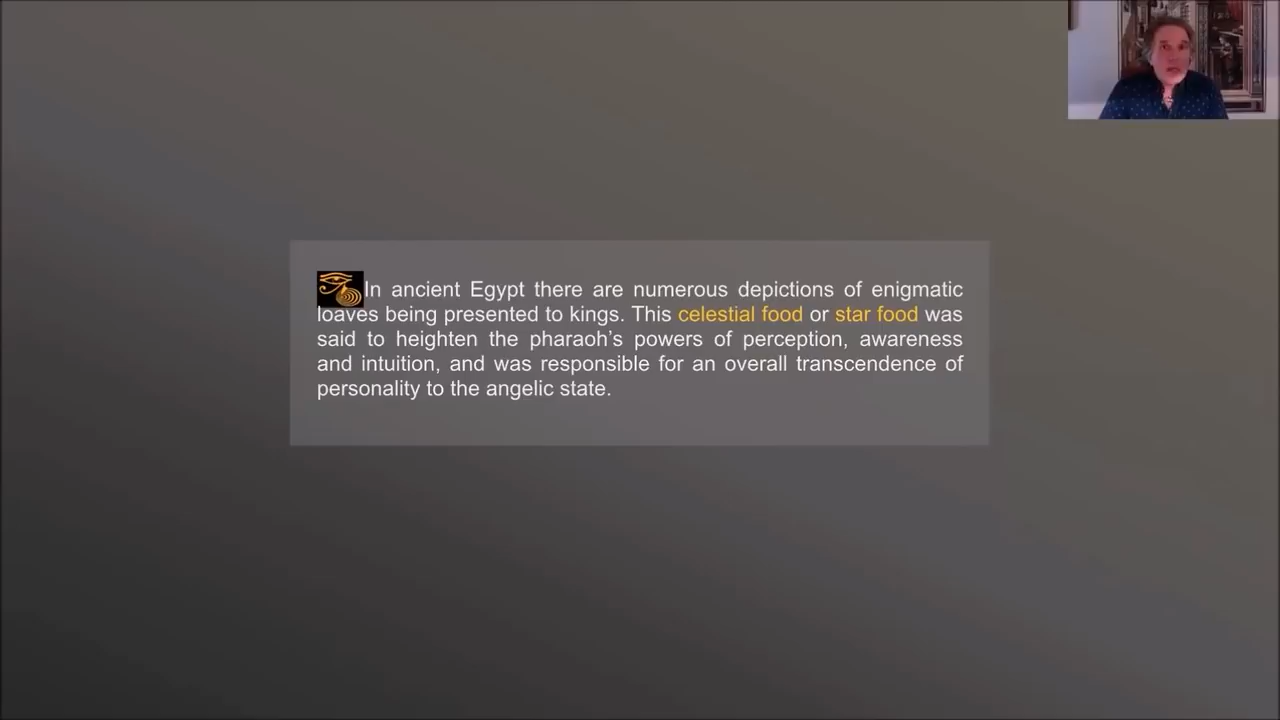 In ancient Egypt there are numerous depictions of enigmatic
loaves being presented to kings. This celestial food or star food was
said to heighten the pharaoh’s powers of perception, awareness
and intuition, and was responsible for an overall transcendence of
personality to the angelic state.